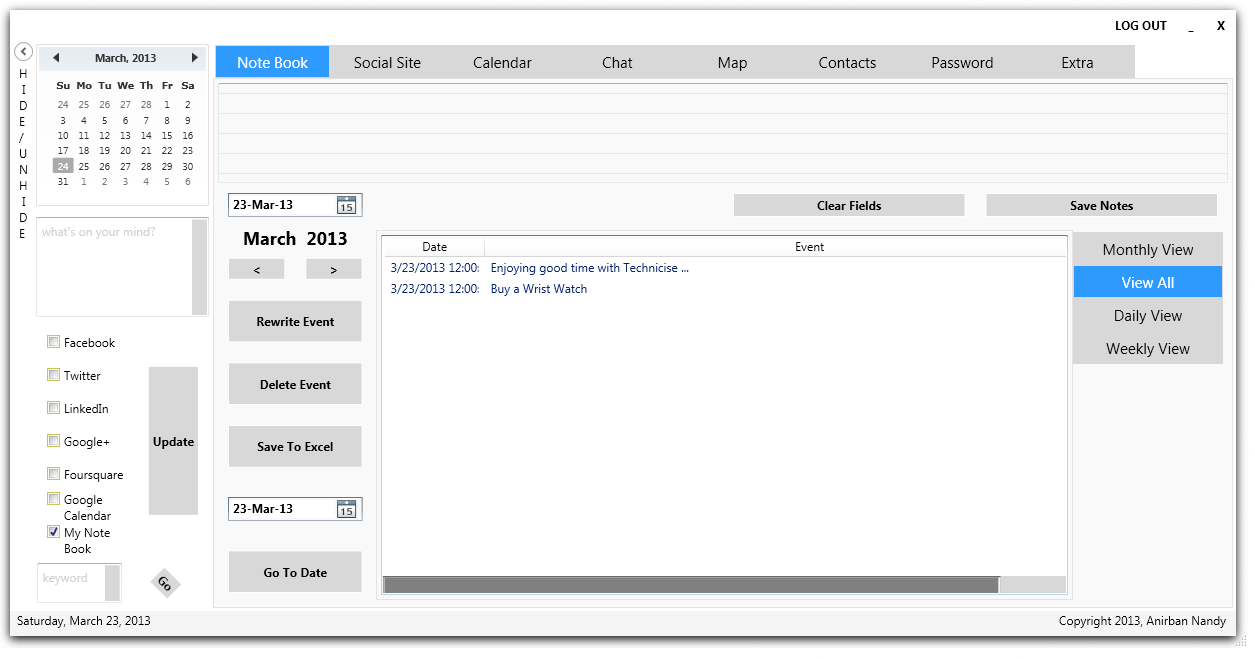 LOG OUT _ X
HIDE/UNHIDE
March, 2013
Su Mo Tu We Th Fr Sa
24 25 26 27 28 1 2
3 4 5 6 7 8 9
10 11 12 13 14 15 16
17 18 19 20 21 22 23
24 25 26 27 28 29 30
31 1 2 3 4 5 6
what's on your mind?
Facebook
Twitter
LinkedIn
Google+
Foursquare
Google
Calendar
My Note
Book
Update
keyword
Go
Note Book Social Site Calendar Chat Map Contacts Password Extra
23-Mar-13 15
Clear Fields Save Notes
March 2013
< >
Rewrite Event
Delete Event
Save To Excel
23-Mar-13 15
Go To Date
Date Event
3/23/2013 12:00: Enjoying good time with Technicise ...
3/23/2013 12:00: Buy a Wrist Watch
Monthly View
View All
Daily View
Weekly View
Saturday, March 23, 2013
Copyright 2013, Anirban Nandy